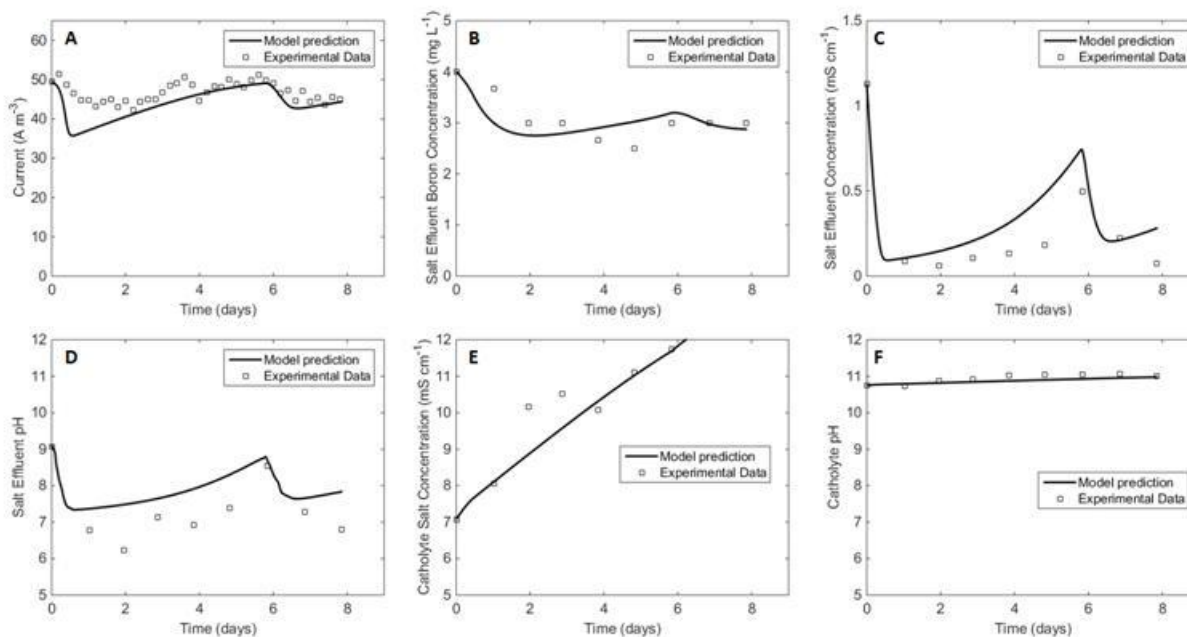 A
Model prediction
Experimental Data
Current (A m⁻³)
60
50
40
30
20
10
0
0 2 4 6 8
Time (days)
B
Model prediction
Experimental Data
Salt Effluent Boron Concentration (mg L⁻¹)
5
4
3
2
1
0
0 2 4 6 8
Time (days)
C
Model prediction
Experimental Data
Salt Effluent Concentration (mS cm⁻¹)
1.5
1
0.5
0
0 2 4 6 8
Time (days)
D
Model prediction
Experimental Data
Salt Effluent pH
12
11
10
9
8
7
6
5
0 2 4 6 8
Time (days)
E
Model prediction
Experimental Data
Catholyte Salt Concentration (mS cm⁻¹)
12
11
10
9
8
7
6
5
0 2 4 6 8
Time (days)
F
Model prediction
Experimental Data
Catholyte pH
12
11
10
9
8
7
6
5
0 2 4 6 8
Time (days)